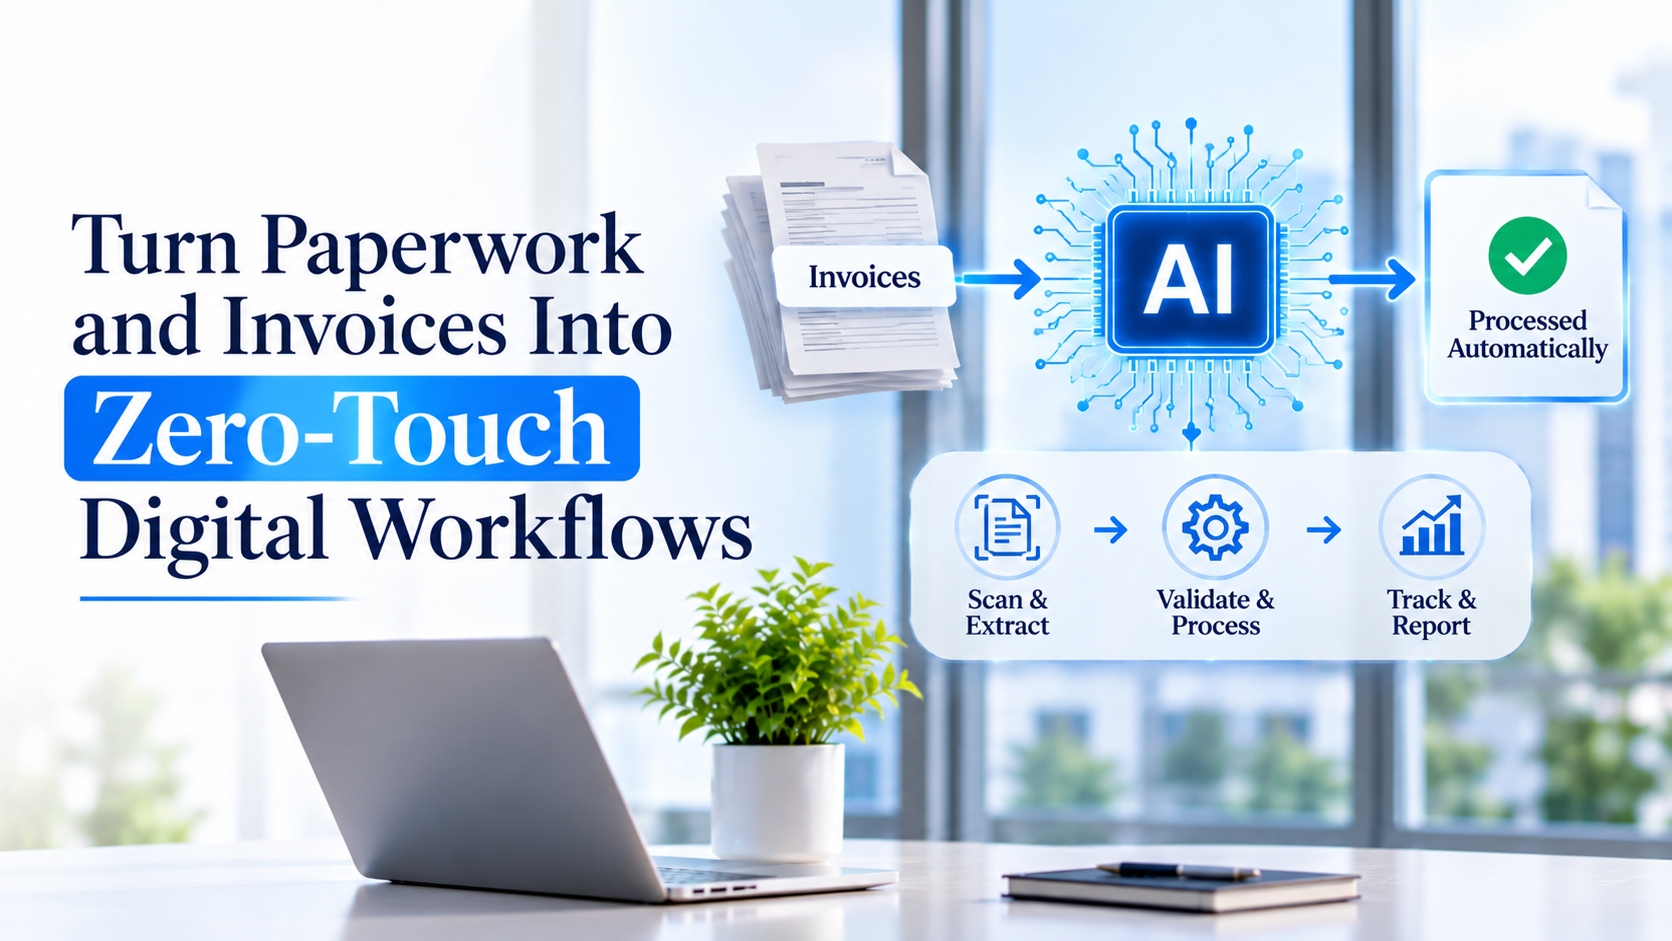 Turn Paperwork
and Invoices Into
Zero-Touch
Digital Workflows
Invoices
AI
Processed
Automatically
Scan &
Extract
Validate &
Process
Track &
Report